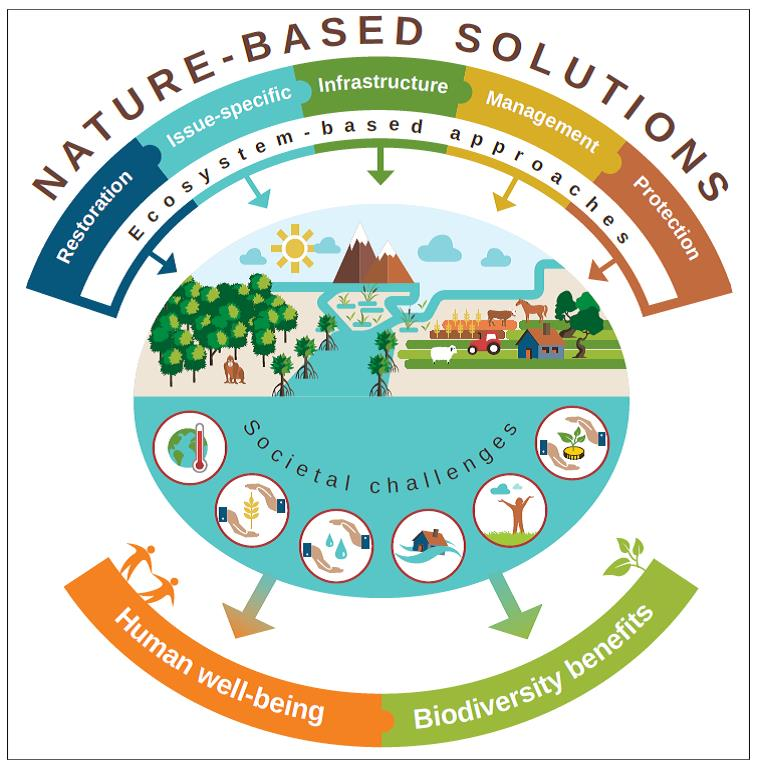 NATURE-BASED SOLUTIONS
Restoration
Issue-specific
Infrastructure
Management
Protection
Ecosystem-based approaches
Societal challenges
Human well-being
Biodiversity benefits